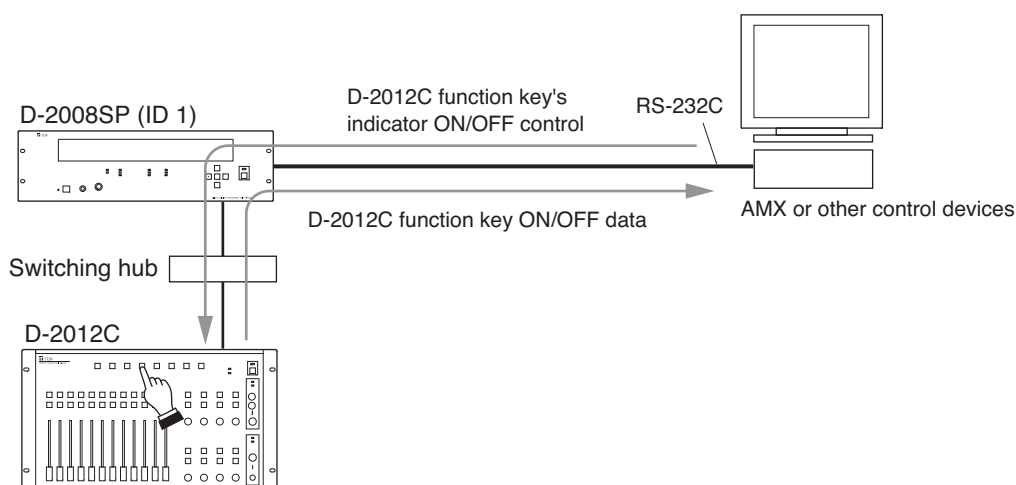 D-2012C function key's
indicator ON/OFF control
RS-232C
D-2008SP (ID 1)
D-2012C function key ON/OFF data
AMX or other control devices
Switching hub
D-2012C